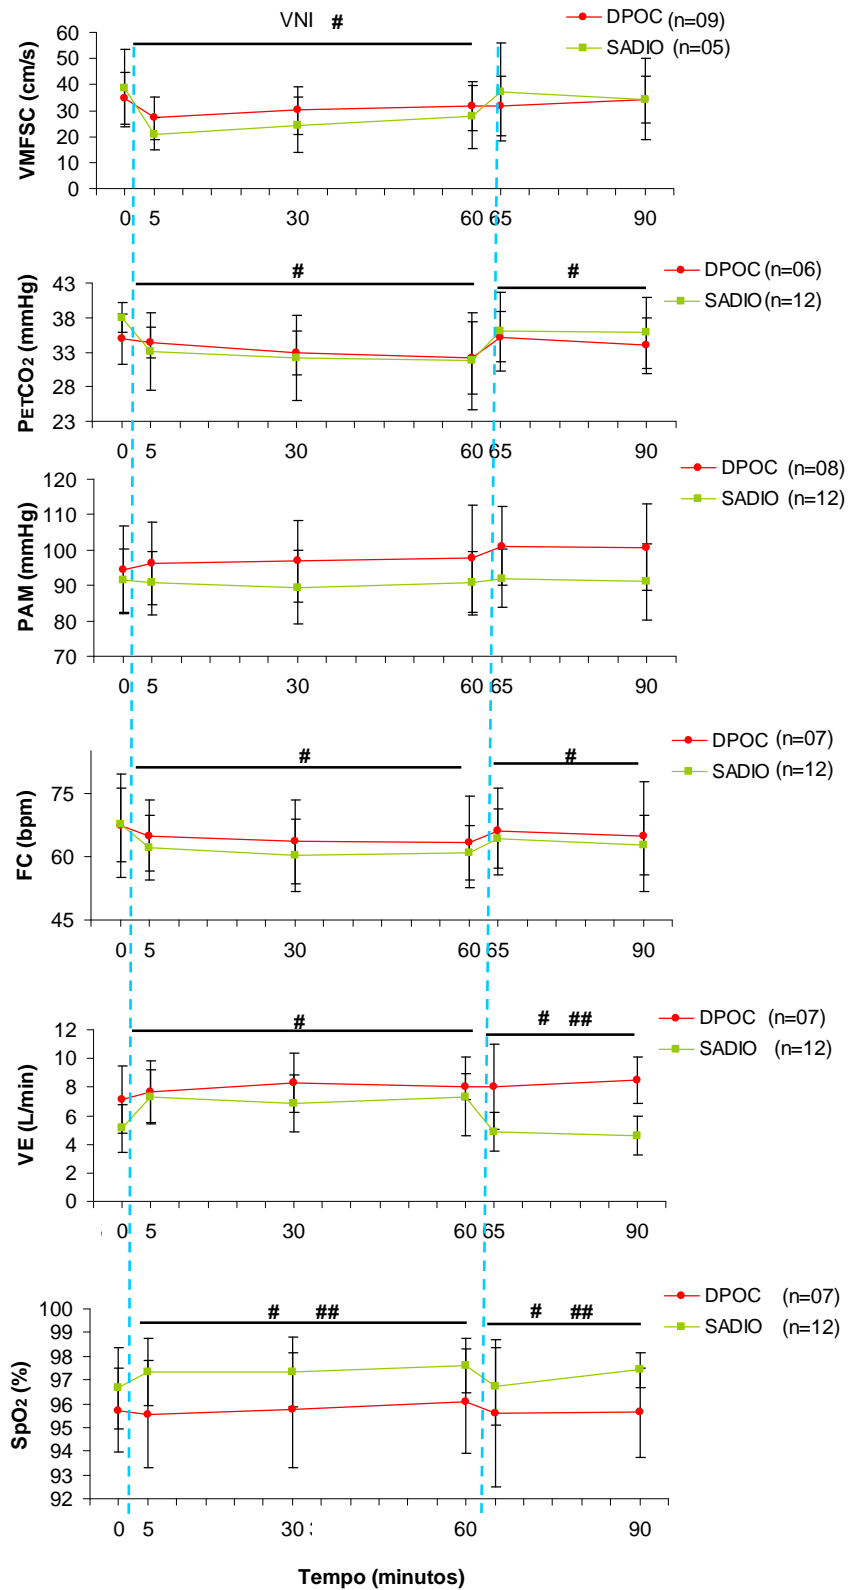 VNI #
DPOC (n=09)
SADIO (n=05)
VMFSC (cm/s)
60
50
40
30
20
10
0
0 5 30 60 65 90
# #
DPOC (n=06)
SADIO (n=12)
PETCO2 (mmHg)
43
38
33
28
23
0 5 30 60 65 90
DPOC (n=08)
SADIO (n=12)
PAM (mmHg)
120
110
100
90
80
70
0 5 30 60 65 90
# #
DPOC (n=07)
SADIO (n=12)
FC (bpm)
75
60
45
0 5 30 60 65 90
# # ##
DPOC (n=07)
SADIO (n=12)
VE (L/min)
12
10
8
6
4
2
0
0 5 30 60 65 90
# ## # ##
DPOC (n=07)
SADIO (n=12)
SpO2 (%)
100
99
98
97
96
95
94
93
92
0 5 30 60 90
Tempo (minutos)